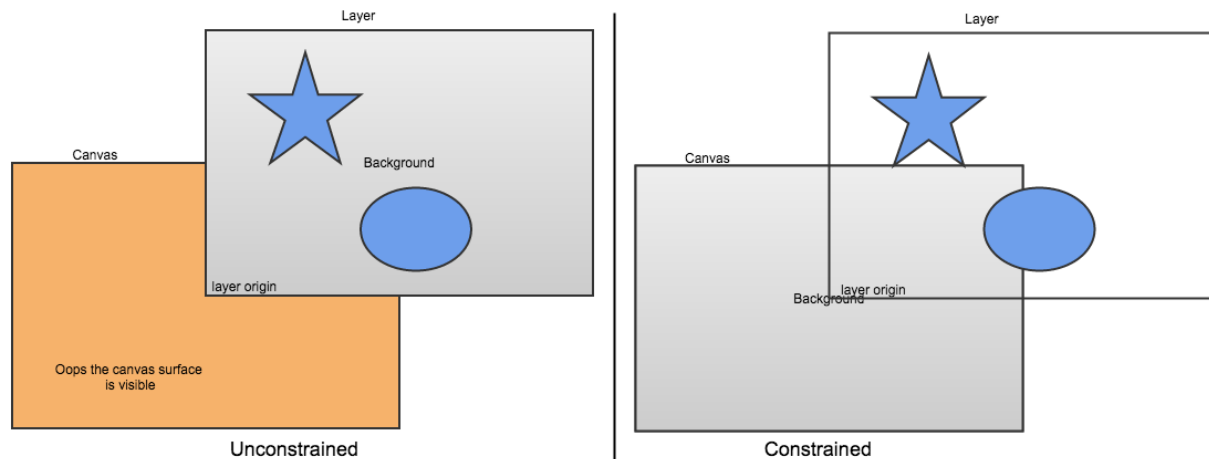 Layer
Canvas
Background
layer origin
Oops the canvas surface
is visible
Unconstrained
Layer
Canvas
layer origin
Background
Constrained